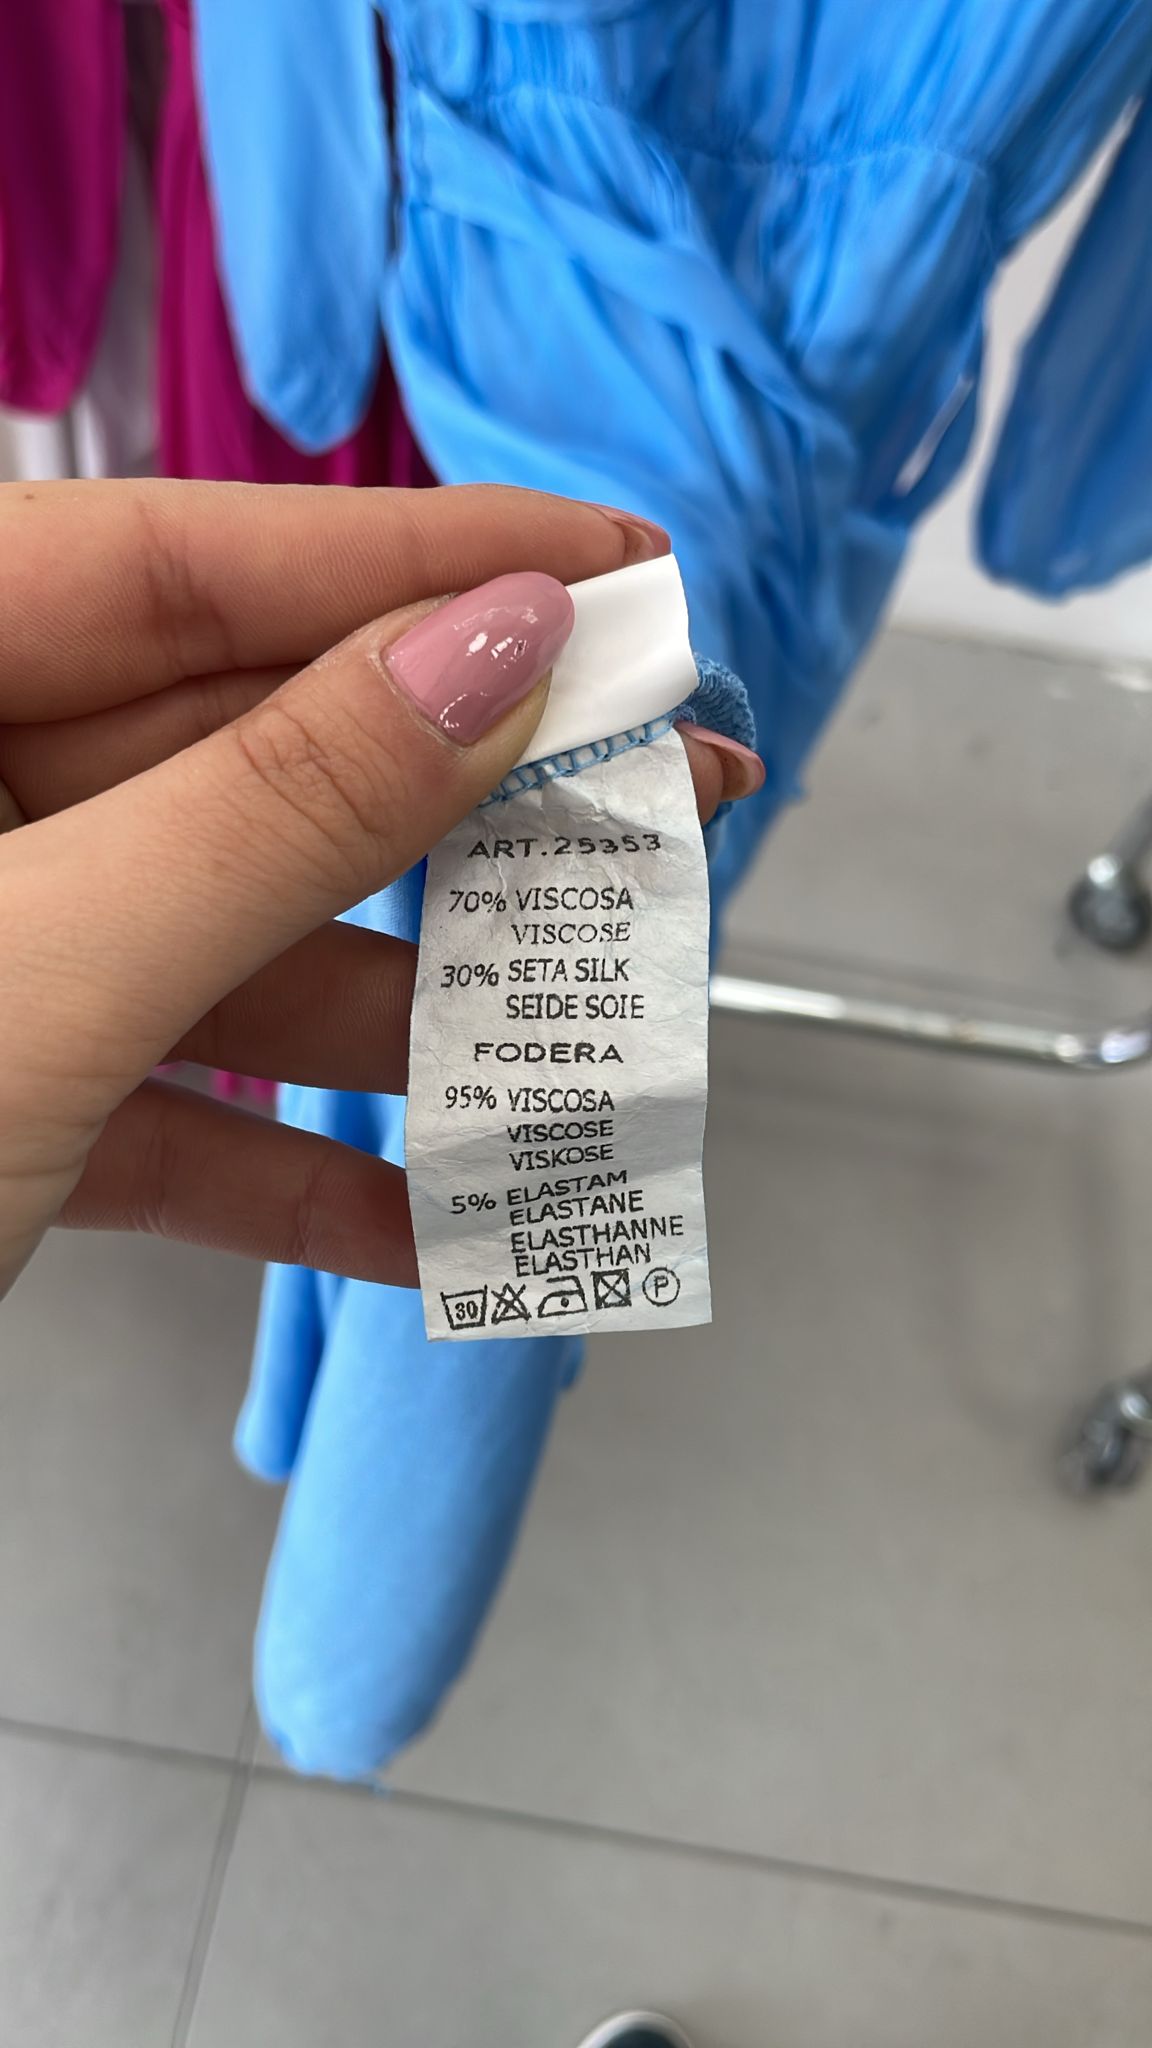 ART.25353
70% VISCOSA
VISCOSE
30% SETA SILK
SEIDE SOIE
FODERA
95% VISCOSA
VISCOSE
VISKOSE
5% ELASTAM
ELASTANE
ELASTHANNE
ELASTHAN
30 P